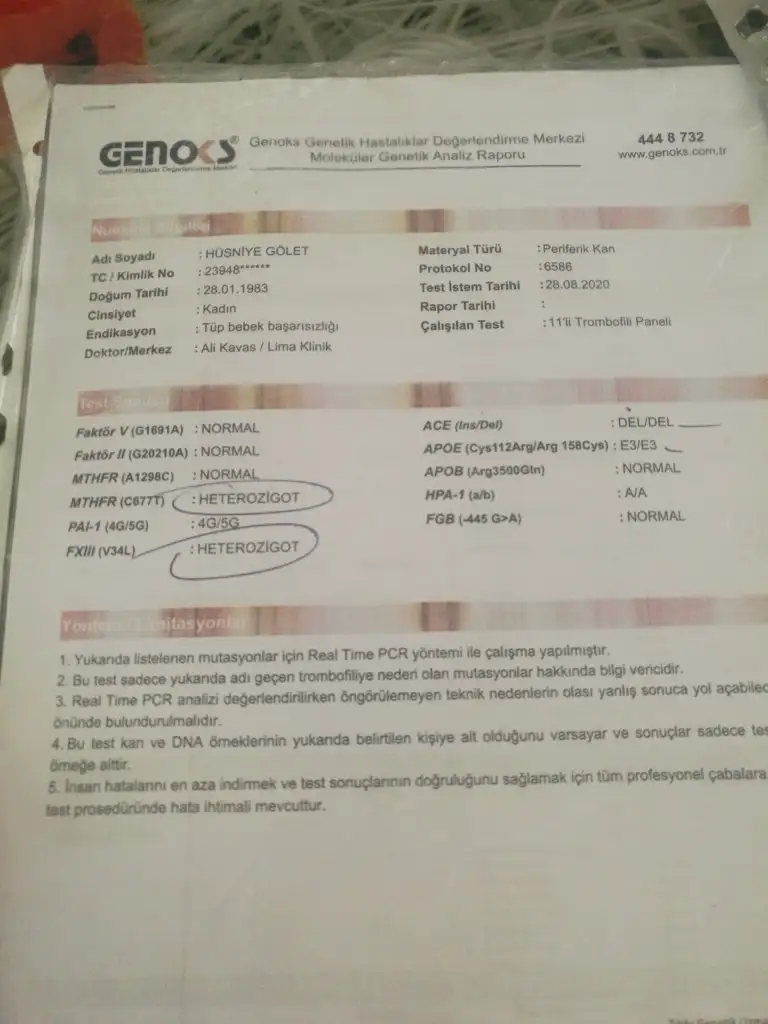 GENOKS®
Genetik Hastalıklar Değerlendirme Merkezi
Genoks Genetik Hastalıklar Değerlendirme Merkezi
Moleküler Genetik Analiz Raporu
444 8 732
www.genoks.com.tr
Numune Bilgileri
Adı Soyadı : HÜSNİYE GÖLET
TC / Kimlik No : 23948******
Doğum Tarihi : 28.01.1983
Cinsiyet : Kadın
Endikasyon : Tüp bebek başarısızlığı
Doktor/Merkez : Ali Kavas / Lima Klinik
Materyal Türü : Periferik Kan
Protokol No : 6586
Test İstem Tarihi : 28.08.2020
Rapor Tarihi :
Çalışılan Test : 11'li Trombofili Paneli
Test
Faktör V (G1691A) : NORMAL
Faktör II (G20210A) : NORMAL
MTHFR (A1298C) : NORMAL
MTHFR (C677T) : HETEROZİGOT
PAI-1 (4G/5G) : 4G/5G
FXIII (V34L) : HETEROZİGOT
ACE (Ins/Del) : DEL/DEL
APOE (Cys112Arg/Arg 158Cys) : E3/E3
APOB (Arg3500Gln) : NORMAL
HPA-1 (a/b) : A/A
FGB (-445 G>A) : NORMAL
Yöntem Limitasyonlar
1. Yukarıda listelenen mutasyonlar için Real Time PCR yöntemi ile çalışma yapılmıştır.
2. Bu test sadece yukarıda adı geçen trombofiliye neden olan mutasyonlar hakkında bilgi vericidir.
3. Real Time PCR analizi değerlendirilirken öngörülemeyen teknik nedenlerin olası yanlış sonuca yol açabilec
önünde bulundurulmalıdır.
4. Bu test kan ve DNA örneklerinin yukarıda belirtilen kişiye ait olduğunu varsayar ve sonuçlar sadece tes
örneğe aittir.
5. İnsan hatalarını en aza indirmek ve test sonuçlarının doğruluğunu sağlamak için tüm profesyonel çabalara
test prosedüründe hata ihtimali mevcuttur.